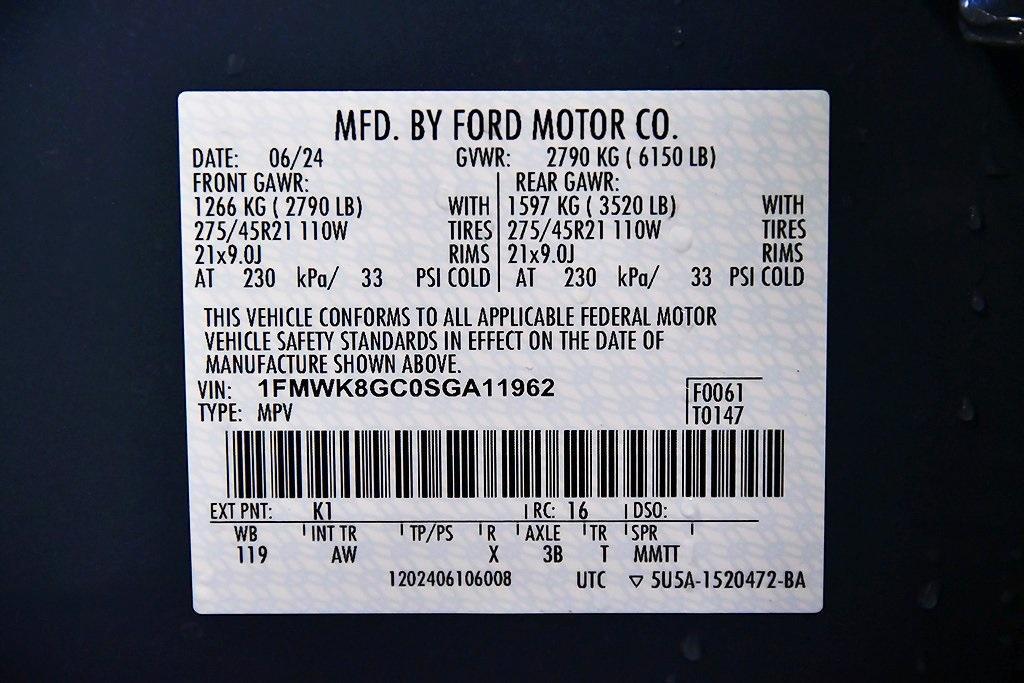 MFD. BY FORD MOTOR CO.
DATE: 06/24 GVWR: 2790 KG ( 6150 LB)
FRONT GAWR: REAR GAWR:
1266 KG ( 2790 LB) WITH 1597 KG ( 3520 LB) WITH
275/45R21 110W TIRES 275/45R21 110W TIRES
21x9.0J RIMS 21x9.0J RIMS
AT 230 kPa/ 33 PSI COLD AT 230 kPa/ 33 PSI COLD
THIS VEHICLE CONFORMS TO ALL APPLICABLE FEDERAL MOTOR
VEHICLE SAFETY STANDARDS IN EFFECT ON THE DATE OF
MANUFACTURE SHOWN ABOVE.
VIN: 1FMWK8GC0SGA11962 F0061
TYPE: MPV T0147
EXT PNT: K1 RC: 16 DSO:
WB INT TR TP/PS R AXLE TR SPR
119 AW X 3B T MMTT
1202406106008 UTC ▽ 5U5A-1520472-BA